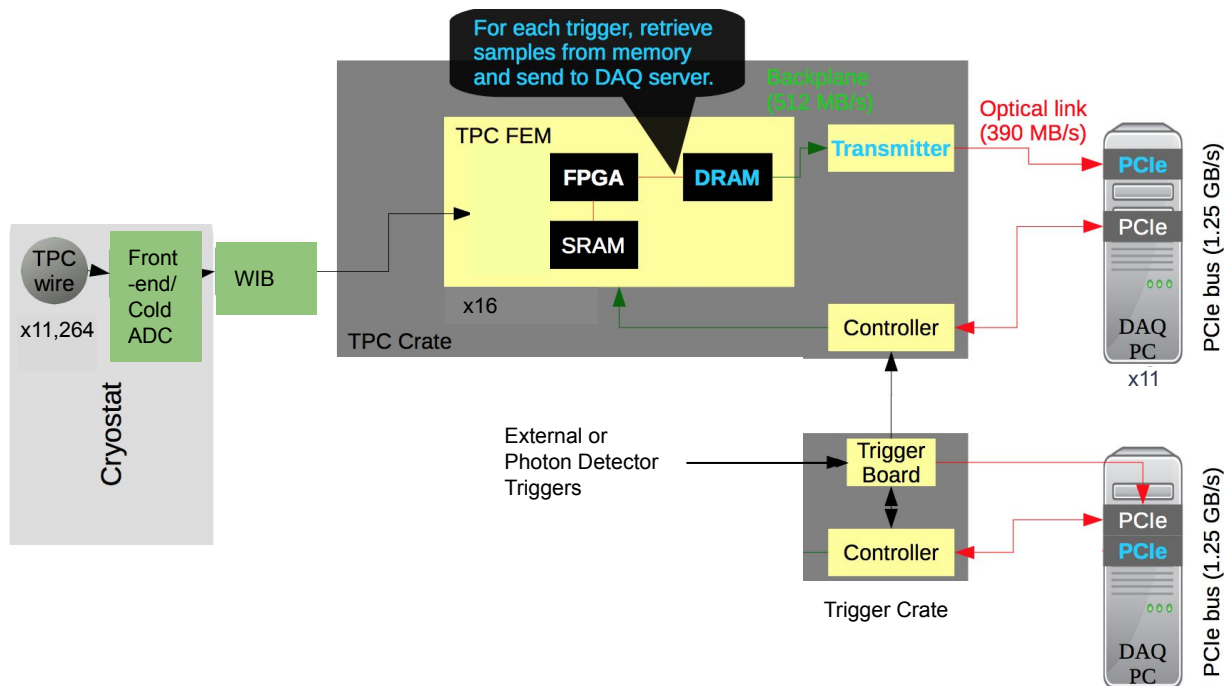 For each trigger, retrieve
samples from memory
and send to DAQ server.
Backplane
(512 MB/s)
Optical link
(390 MB/s)
TPC FEM
Transmitter
FPGA
DRAM
SRAM
PCIe
PCIe
DAQ
PC
x11
PCIe bus (1.25 GB/s)
TPC
wire
x11,264
Front
-end/
Cold
ADC
WIB
Cryostat
x16
TPC Crate
Controller
External or
Photon Detector
Triggers
Trigger
Board
Controller
Trigger Crate
PCIe
PCIe
DAQ
PC
PCIe bus (1.25 GB/s)